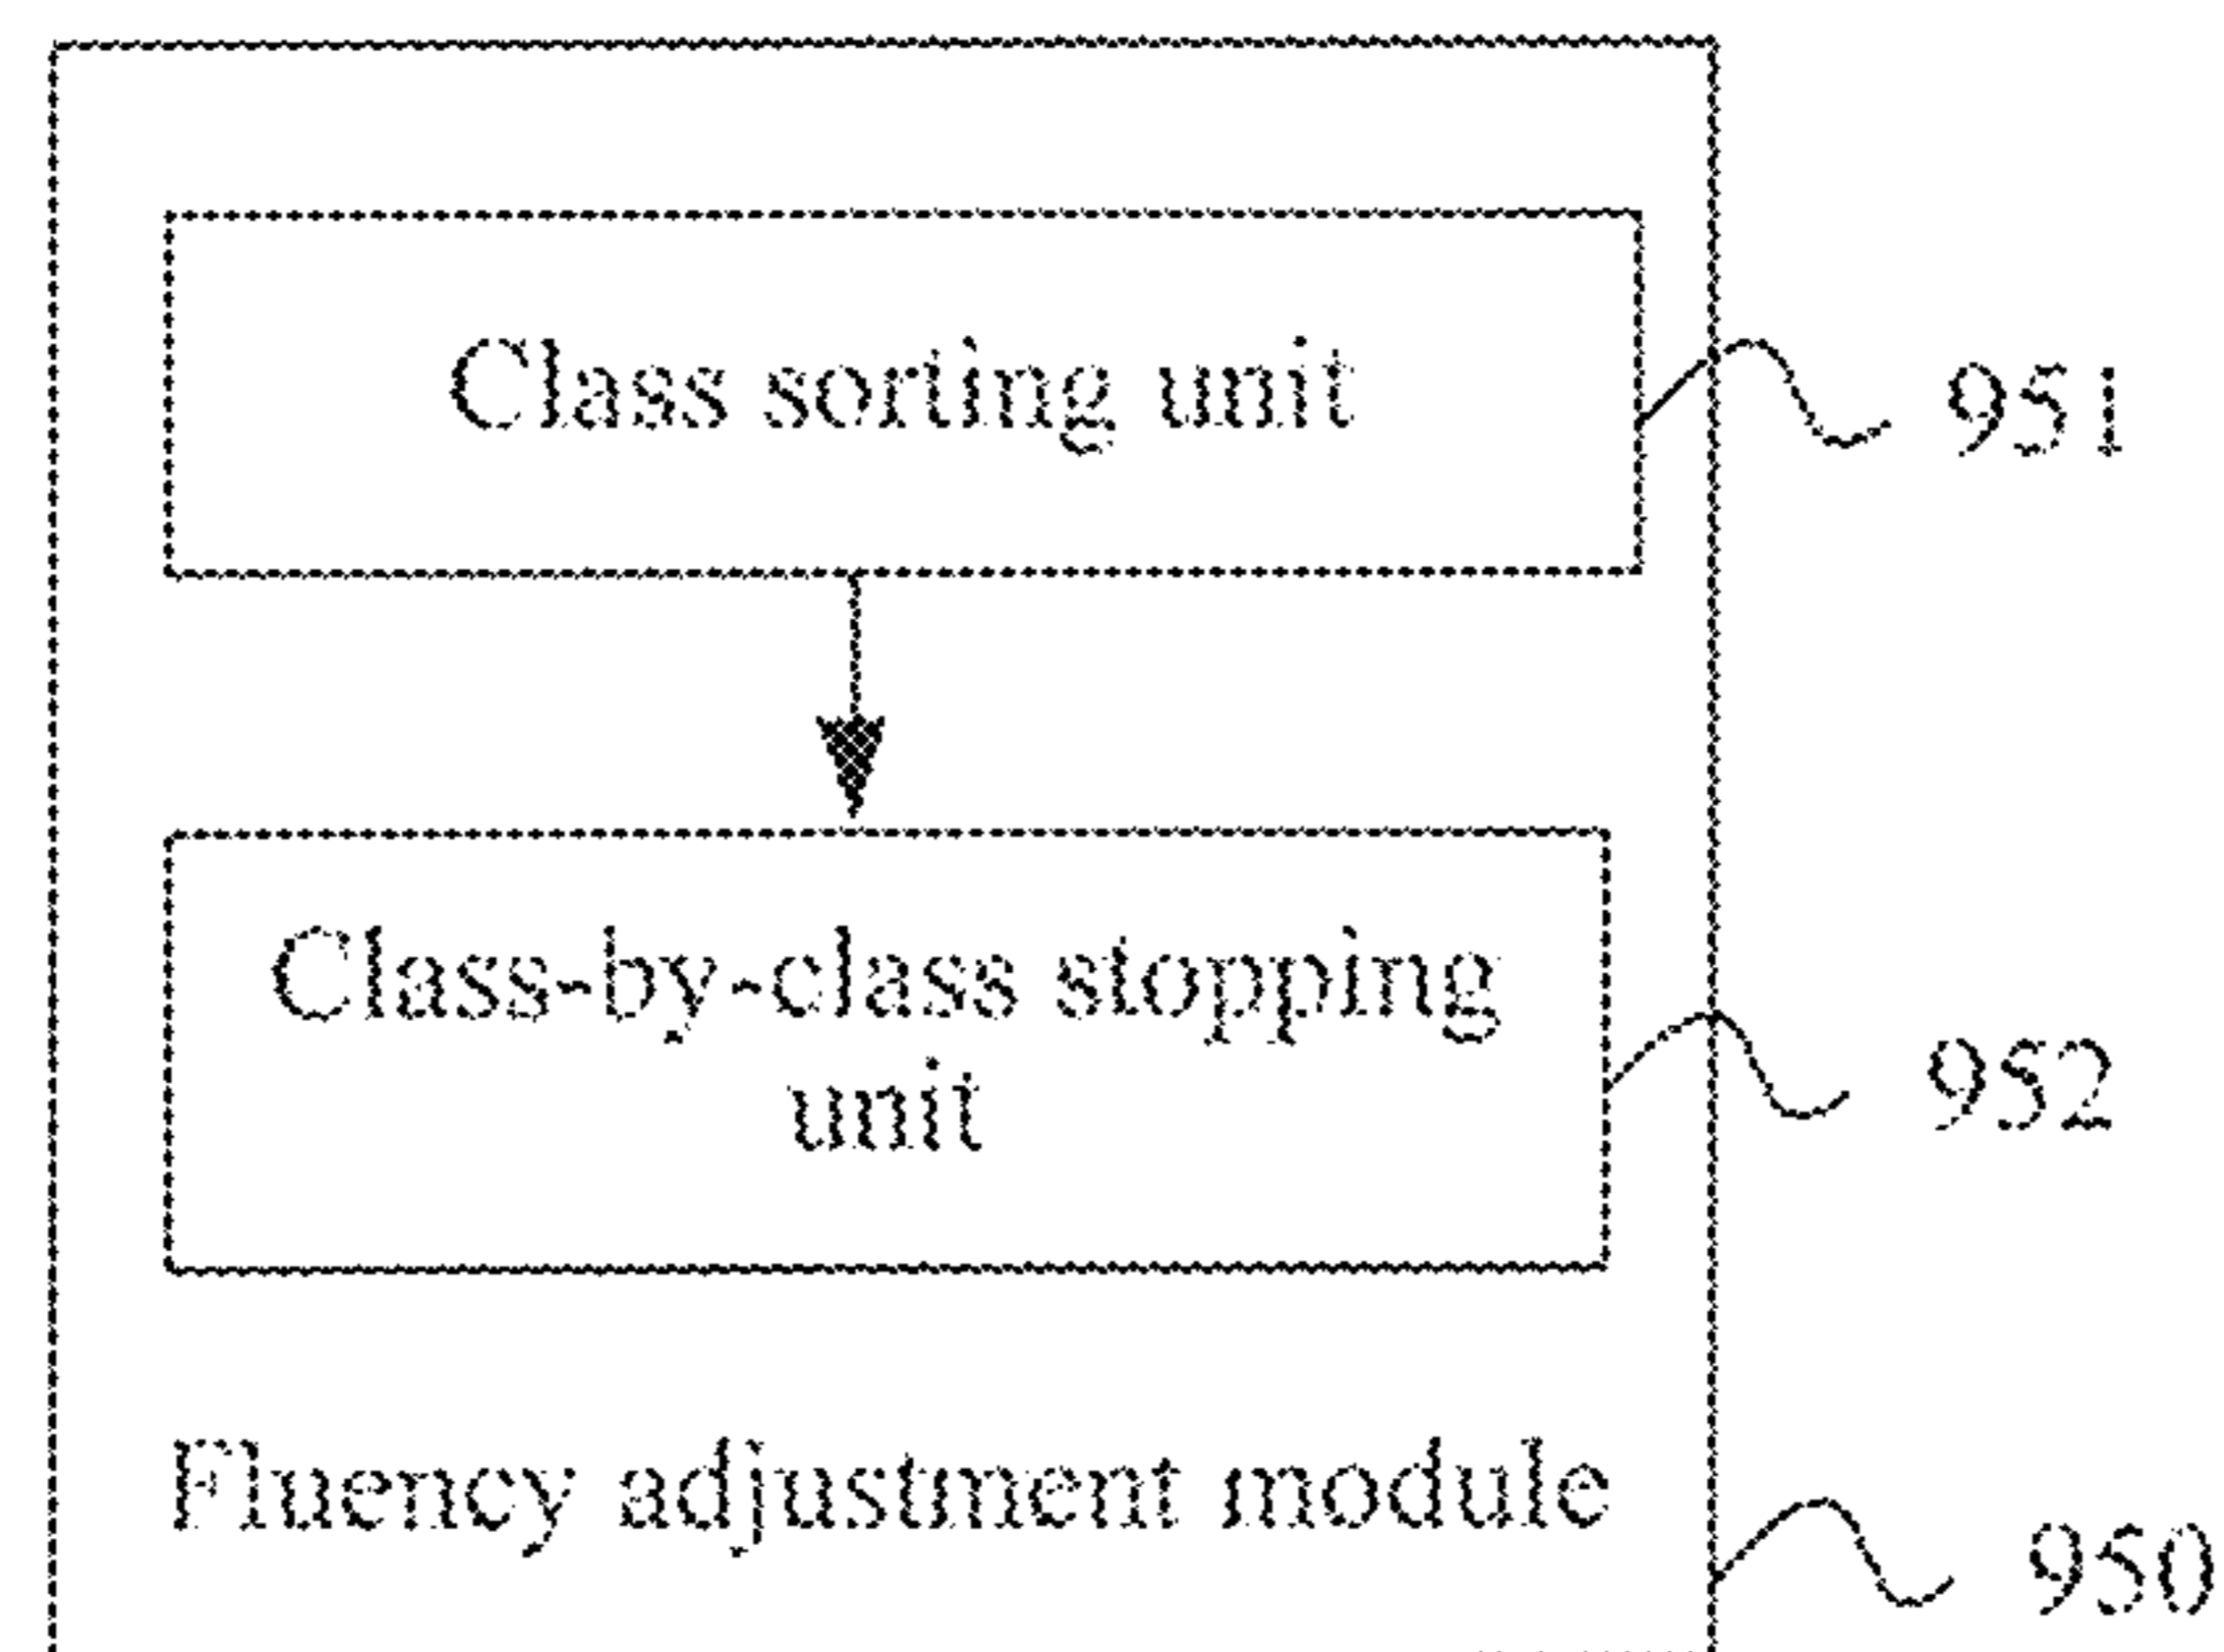 Class sorting unit
951
Class-by-class stopping
unit
952
Fluency adjustment module
950